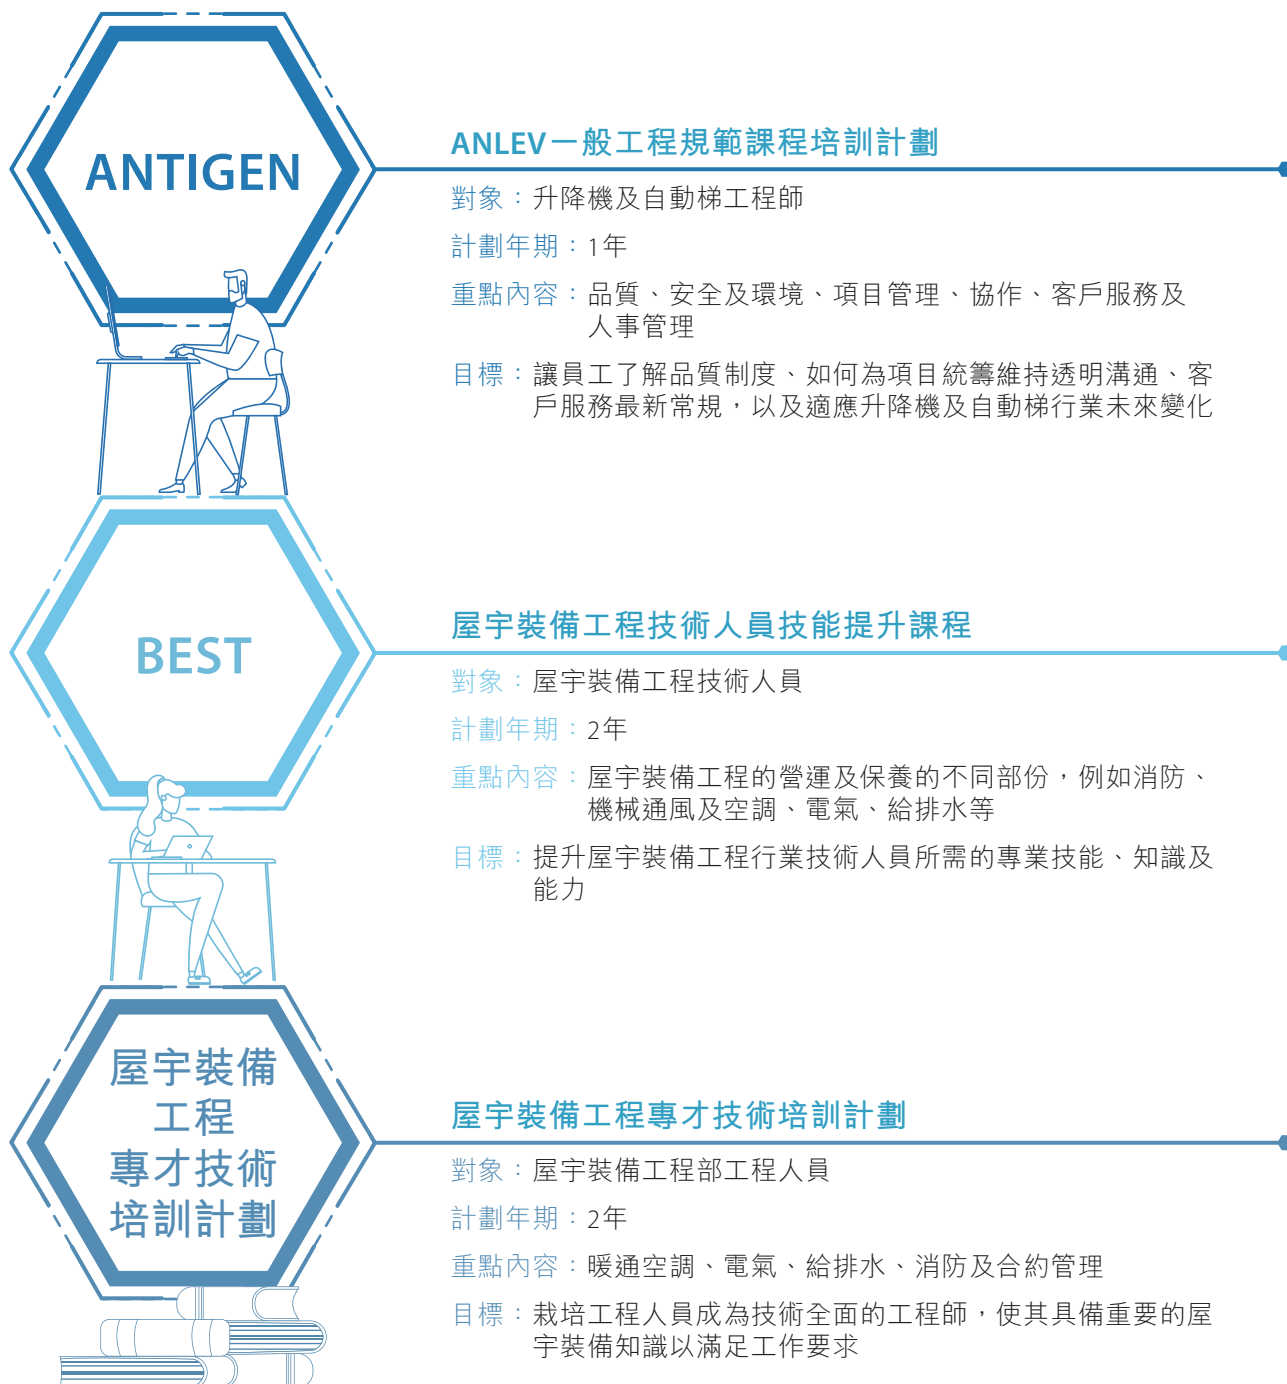 ANTIGEN
ANLEV一般工程規範課程培訓計劃
對象：升降機及自動梯工程師
計劃年期：1年
重點內容：品質、安全及環境、項目管理、協作、客戶服務及
人事管理
目標：讓員工了解品質制度、如何為項目統籌維持透明溝通、客
戶服務最新常規，以及適應升降機及自動梯行業未來變化
BEST
屋宇裝備工程技術人員技能提升課程
對象：屋宇裝備工程技術人員
計劃年期：2年
重點內容：屋宇裝備工程的營運及保養的不同部份，例如消防、
機械通風及空調、電氣、給排水等
目標：提升屋宇裝備工程行業技術人員所需的專業技能、知識及
能力
屋宇裝備
工程
專才技術
培訓計劃
屋宇裝備工程專才技術培訓計劃
對象：屋宇裝備工程部工程人員
計劃年期：2年
重點內容：暖通空調、電氣、給排水、消防及合約管理
目標：栽培工程人員成為技術全面的工程師，使其具備重要的屋
宇裝備知識以滿足工作要求